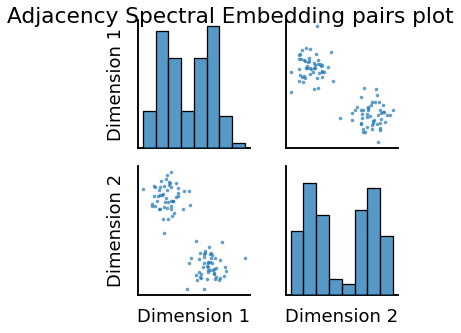 Adjacency Spectral Embedding pairs plot
Dimension 1
Dimension 2
Dimension 1
Dimension 2